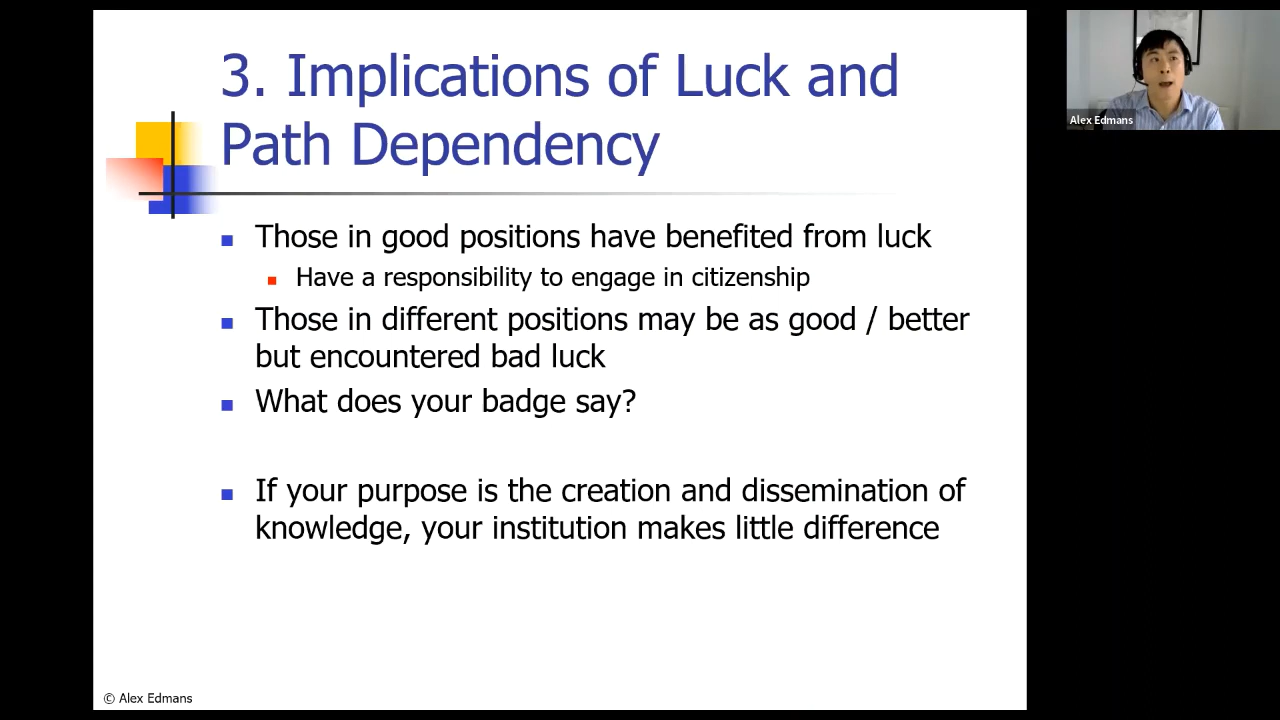 3. Implications of Luck and
Path Dependency
Those in good positions have benefited from luck
Have a responsibility to engage in citizenship
Those in different positions may be as good / better
but encountered bad luck
What does your badge say?
If your purpose is the creation and dissemination of
knowledge, your institution makes little difference
© Alex Edmans
Alex Edmans